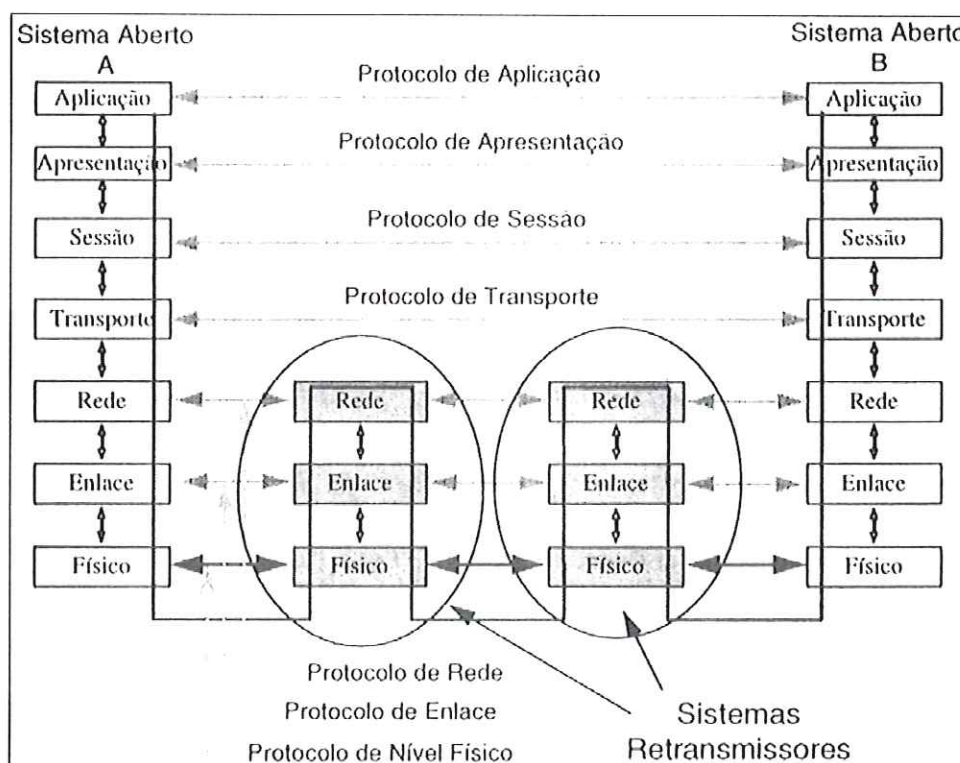 Sistema Aberto
A
Sistema Aberto
B
Protocolo de Aplicação
Aplicação
Aplicação
Protocolo de Apresentação
Apresentação
Apresentação
Protocolo de Sessão
Sessão
Sessão
Protocolo de Transporte
Transporte
Transporte
Rede
Rede
Rede
Rede
Enlace
Enlace
Enlace
Enlace
Físico
Físico
Físico
Físico
Protocolo de Rede
Protocolo de Enlace
Protocolo de Nível Físico
Sistemas
Retransmissores